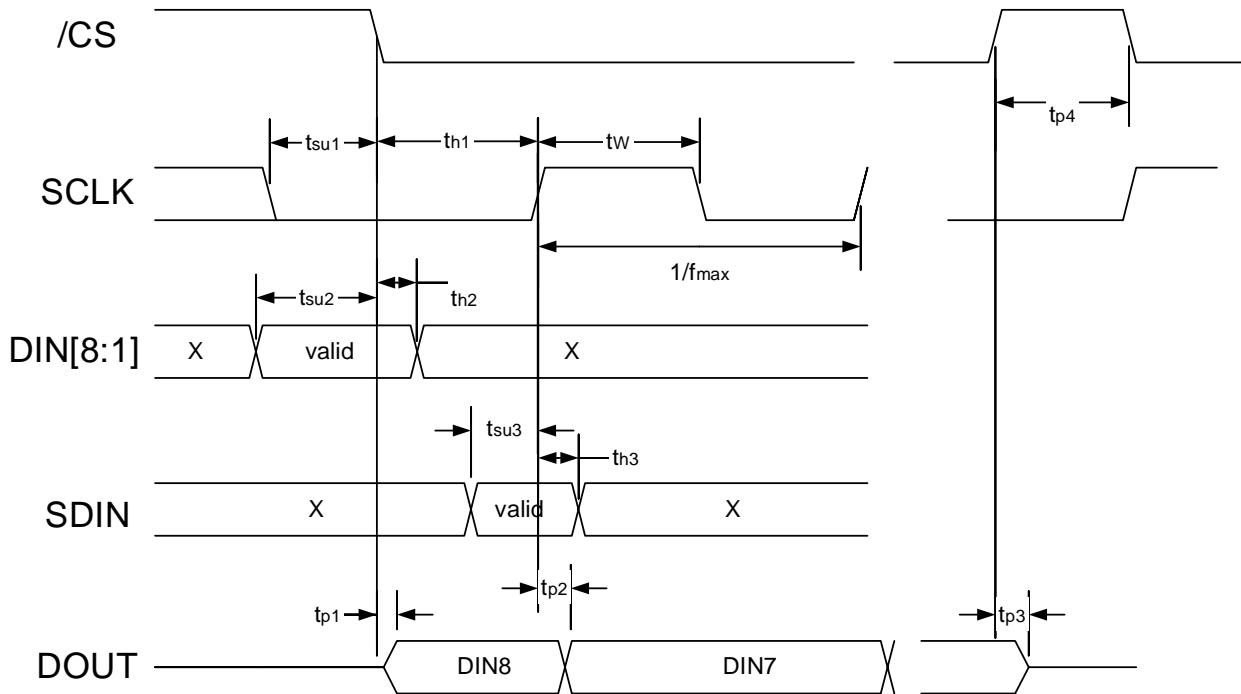 /CS
tp4
tsu1 th1 tW
SCLK
1/fmax
tsu2 th2
DIN[8:1] X valid X
tsu3
th3
SDIN X valid X
tp2
tp1 tp3
DOUT DIN8 DIN7